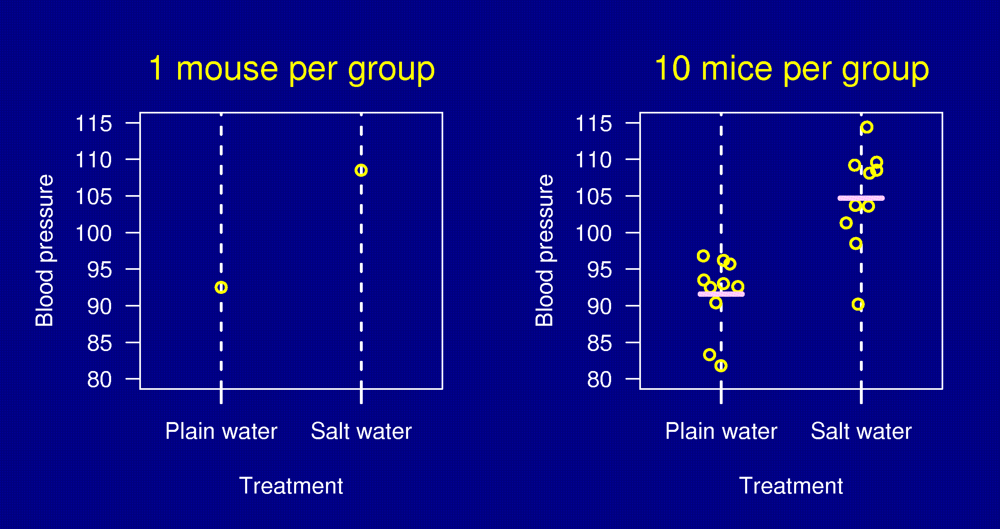 1 mouse per group
Blood pressure
115
110
105
100
95
90
85
80
Plain water
Salt water
Treatment
10 mice per group
Blood pressure
115
110
105
100
95
90
85
80
Plain water
Salt water
Treatment